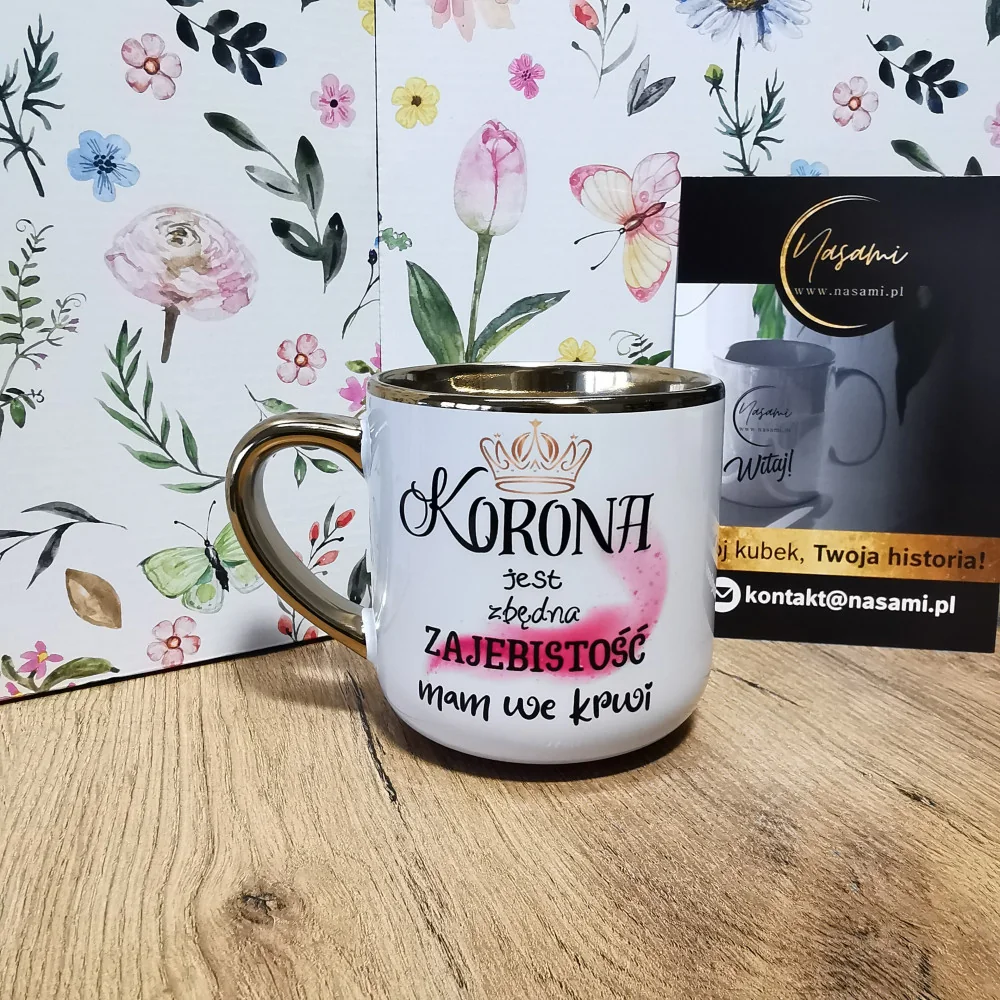 KORONA
jest
zbędna
ZAJEBISTOŚĆ
mam we krwi
Nasami
www.nasami.pl
Nasami
www.nasami.pl
Witaj!
kubek, Twoja historia!
kontakt@nasami.pl